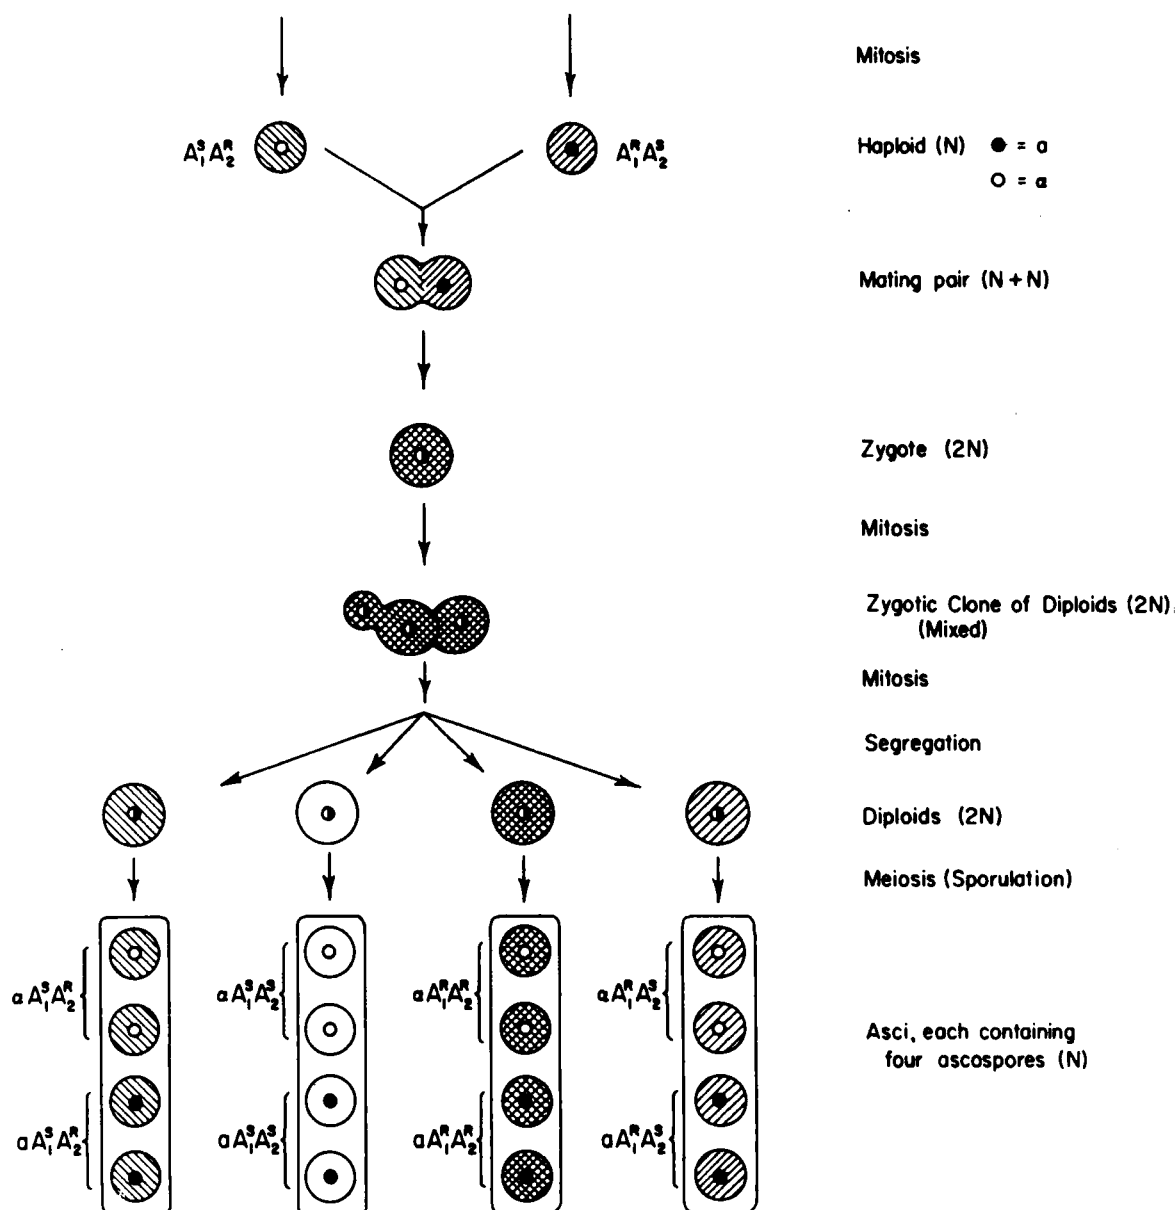 Mitosis
A₁ˢA₂ᴿ
A₁ᴿA₂ˢ
Haploid (N) ● = a
○ = α
Mating pair (N + N)
Zygote (2N)
Mitosis
Zygotic Clone of Diploids (2N)
(Mixed)
Mitosis
Segregation
Diploids (2N)
Meiosis (Sporulation)
αA₁ˢA₂ᴿ αA₁ˢA₂ˢ αA₁ᴿA₂ᴿ αA₁ᴿA₂ˢ
Asci, each containing
four ascospores (N)
aA₁ˢA₂ᴿ aA₁ˢA₂ˢ aA₁ᴿA₂ᴿ aA₁ᴿA₂ˢ